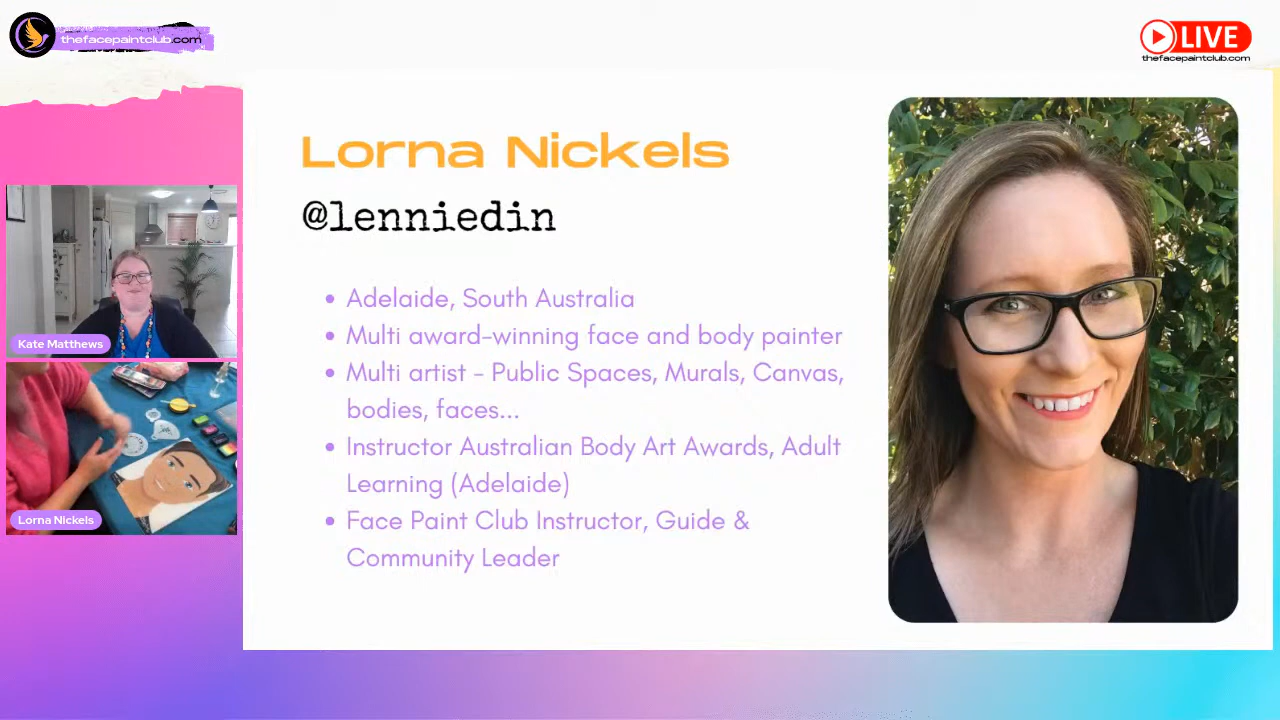 thefacepaintclub.com
LIVE
thefacepaintclub.com
Lorna Nickels
@lenniedin
• Adelaide, South Australia
• Multi award-winning face and body painter
• Multi artist - Public Spaces, Murals, Canvas,
bodies, faces...
• Instructor Australian Body Art Awards, Adult
Learning (Adelaide)
• Face Paint Club Instructor, Guide &
Community Leader
Kate Matthews
Lorna Nickels